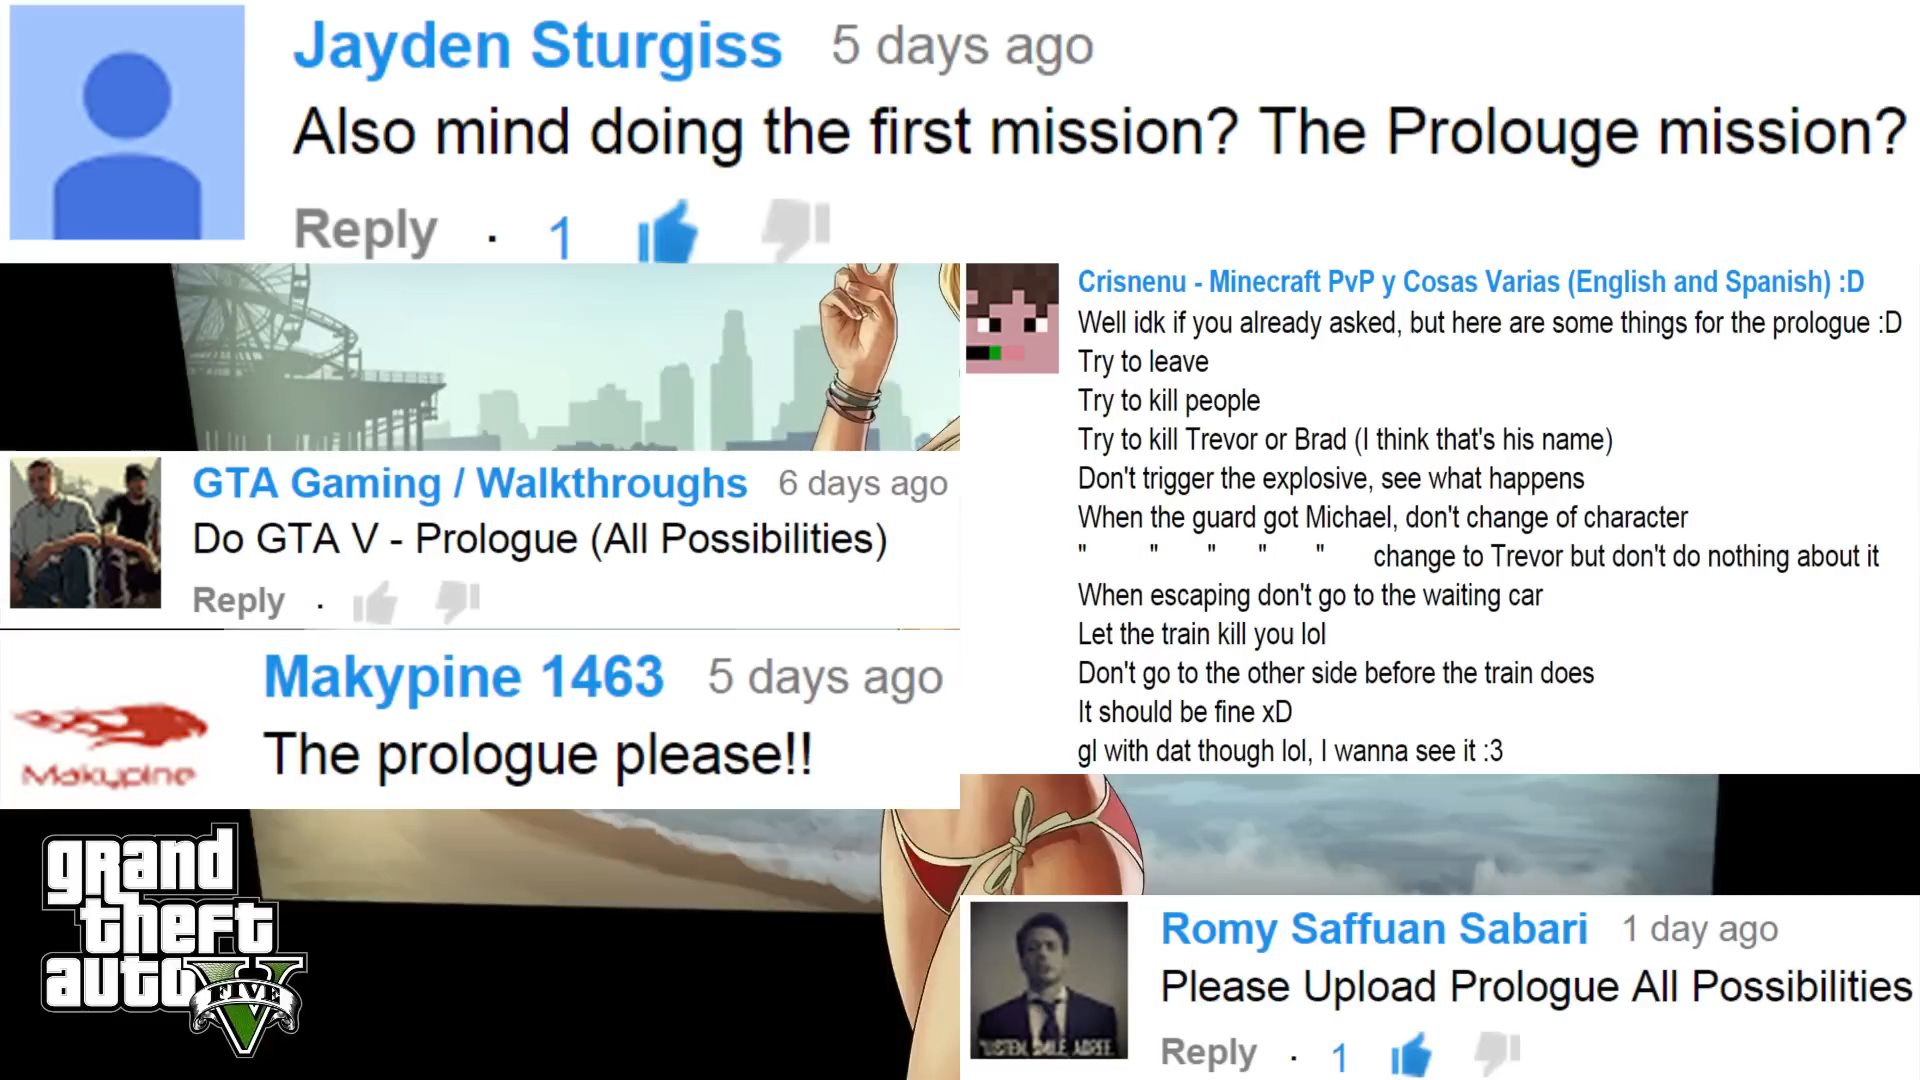 Jayden Sturgiss 5 days ago
Also mind doing the first mission? The Prolouge mission?
Reply · 1
GTA Gaming / Walkthroughs 6 days ago
Do GTA V - Prologue (All Possibilities)
Reply ·
Makypine 1463 5 days ago
The prologue please!!
Makypine
grand
theft
auto
FIVE
Crisnenu - Minecraft PvP y Cosas Varias (English and Spanish) :D
Well idk if you already asked, but here are some things for the prologue :D
Try to leave
Try to kill people
Try to kill Trevor or Brad (I think that's his name)
Don't trigger the explosive, see what happens
When the guard got Michael, don't change of character
" " " " " change to Trevor but don't do nothing about it
When escaping don't go to the waiting car
Let the train kill you lol
Don't go to the other side before the train does
It should be fine xD
gl with dat though lol, I wanna see it :3
Romy Saffuan Sabari 1 day ago
Please Upload Prologue All Possibilities
Reply · 1
"LISTEN, SMILE, AGREE.